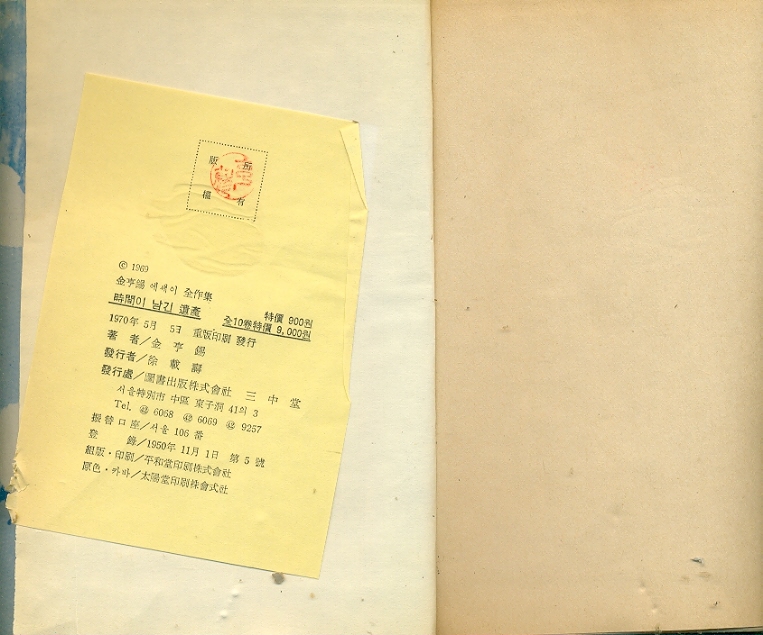 版 所
權 有
© 1969
金亨錫 에세이 全作集
時間이 남긴 遺産 特價 900원
全10卷特價 9,000원
1970年 5月 5日 重版印刷 發行
著 者/金 亨 錫
發行者/徐 載 壽
發行處/圖書出版株式會社 三 中 堂
서울特別市 中區 東子洞 41의 3
Tel. ㊷ 6058 ㊷ 6069 ㊷ 9257
振替口座/서울 106 番
登 錄/1950年 11月 1日 第 5 號
組版・印刷/平和堂印刷株式會社
原色・카바/太陽堂印刷株會式社